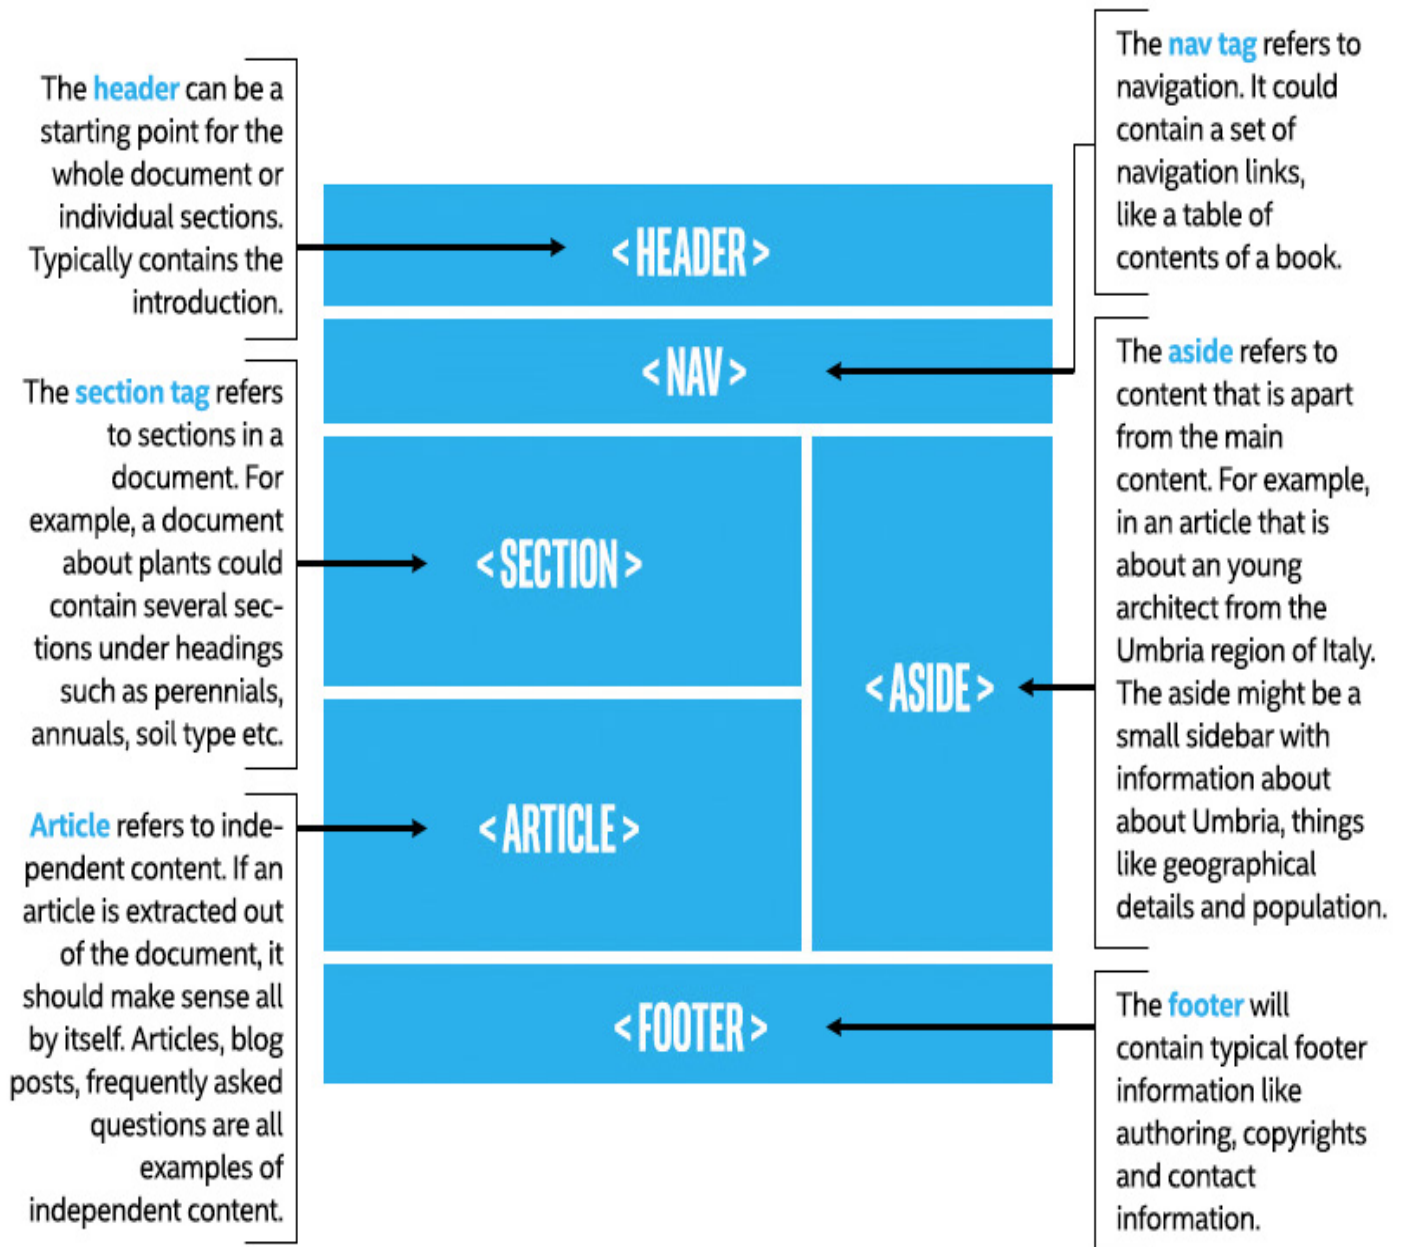 The header can be a
starting point for the
whole document or
individual sections.
Typically contains the
introduction.
The section tag refers
to sections in a
document. For
example, a document
about plants could
contain several sec-
tions under headings
such as perennials,
annuals, soil type etc.
Article refers to inde-
pendent content. If an
article is extracted out
of the document, it
should make sense all
by itself. Articles, blog
posts, frequently asked
questions are all
examples of
independent content.
<HEADER>
<NAV>
<SECTION>
<ARTICLE>
<ASIDE>
<FOOTER>
The nav tag refers to
navigation. It could
contain a set of
navigation links,
like a table of
contents of a book.
The aside refers to
content that is apart
from the main
content. For example,
in an article that is
about an young
architect from the
Umbria region of Italy.
The aside might be a
small sidebar with
information about
about Umbria, things
like geographical
details and population.
The footer will
contain typical footer
information like
authoring, copyrights
and contact
information.